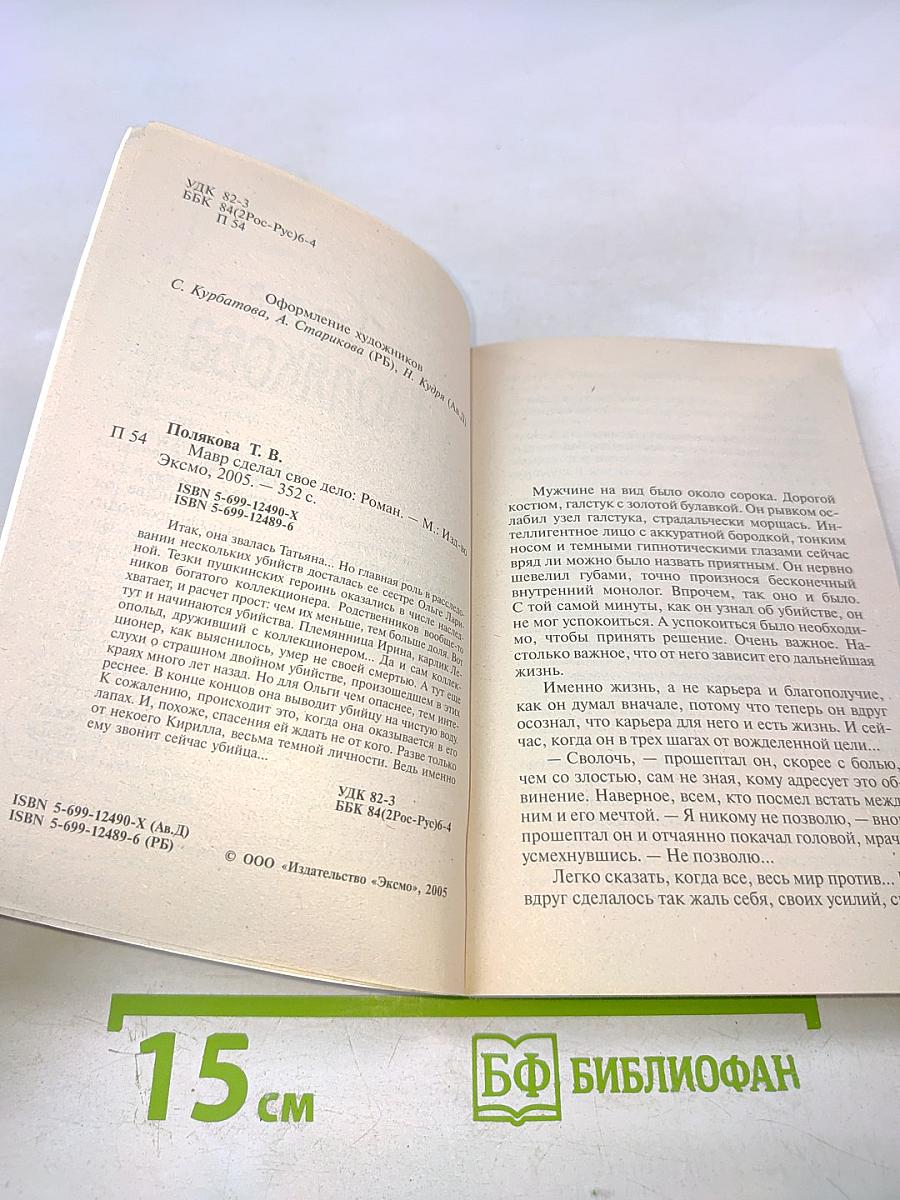 УДК 82-3
ББК 84(2Рос-Рус)6-4
П 54
Оформление художников
С. Курбатова, А. Старикова (РБ), Н. Кудря (Ав.Д)
Полякова Т. В.
П 54 Мавр сделал свое дело: Роман. — М.: Изд-во
Эксмо, 2005. — 352 с.
ISBN 5-699-12490-X
ISBN 5-699-12489-6
Итак, она звалась Татьяна... Но главная роль в расследо-
вании нескольких убийств досталась ее сестре Ольге Лари-
ной. Тезки пушкинских героинь оказались в числе наслед-
ников богатого коллекционера. Родственников вообще-то
хватает, и расчет прост: чем их меньше, тем больше доля. Вот
тут и начинаются убийства. Племянница Ирина, карлик Ле-
опольд, друживший с коллекционером... Да и сам коллек-
ционер, как выяснилось, умер не своей смертью. А тут еще
слухи о страшном двойном убийстве, произошедшем в этих
краях много лет назад. Но для Ольги чем опаснее, тем инте-
реснее. В конце концов она выводит убийцу на чистую воду.
К сожалению, происходит это, когда она оказывается в его
лапах. И, похоже, спасения ей ждать не от кого. Разве только
от некоего Кирилла, весьма темной личности. Ведь именно
ему звонит сейчас убийца...
УДК 82-3
ББК 84(2Рос-Рус)6-4
ISBN 5-699-12490-X (Ав.Д)
ISBN 5-699-12489-6 (РБ)
© ООО «Издательство «Эксмо», 2005
Мужчине на вид было около сорока. Дорогой
костюм, галстук с золотой булавкой. Он рывком ос-
лабил узел галстука, страдальчески морщась. Ин-
теллигентное лицо с аккуратной бородкой, тонким
носом и темными гипнотическими глазами сейчас
вряд ли можно было назвать приятным. Он нервно
шевелил губами, точно произнося бесконечный
внутренний монолог. Впрочем, так оно и было.
С той самой минуты, как он узнал об убийстве, он
не мог успокоиться. А успокоиться было необходи-
мо, чтобы принять решение. Очень важное. На-
столько важное, что от него зависит его дальнейшая
жизнь.
Именно жизнь, а не карьера и благополучие,
как он думал вначале, потому что теперь он вдруг
осознал, что карьера для него и есть жизнь. И сей-
час, когда он в трех шагах от вожделенной цели...
— Сволочь, — прошептал он, скорее с болью,
чем со злостью, сам не зная, кому адресует это об-
винение. Наверное, всем, кто посмел встать межд
ним и его мечтой. — Я никому не позволю, — внов
прошептал он и отчаянно покачал головой, мрач
усмехнувшись. — Не позволю...
Легко сказать, когда все, весь мир против...
вдруг сделалось так жаль себя, своих усилий,
15 см
БФ БИБЛИОФАН